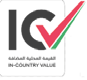 ICV
القيمة المحلية المضافة
IN-COUNTRY VALUE